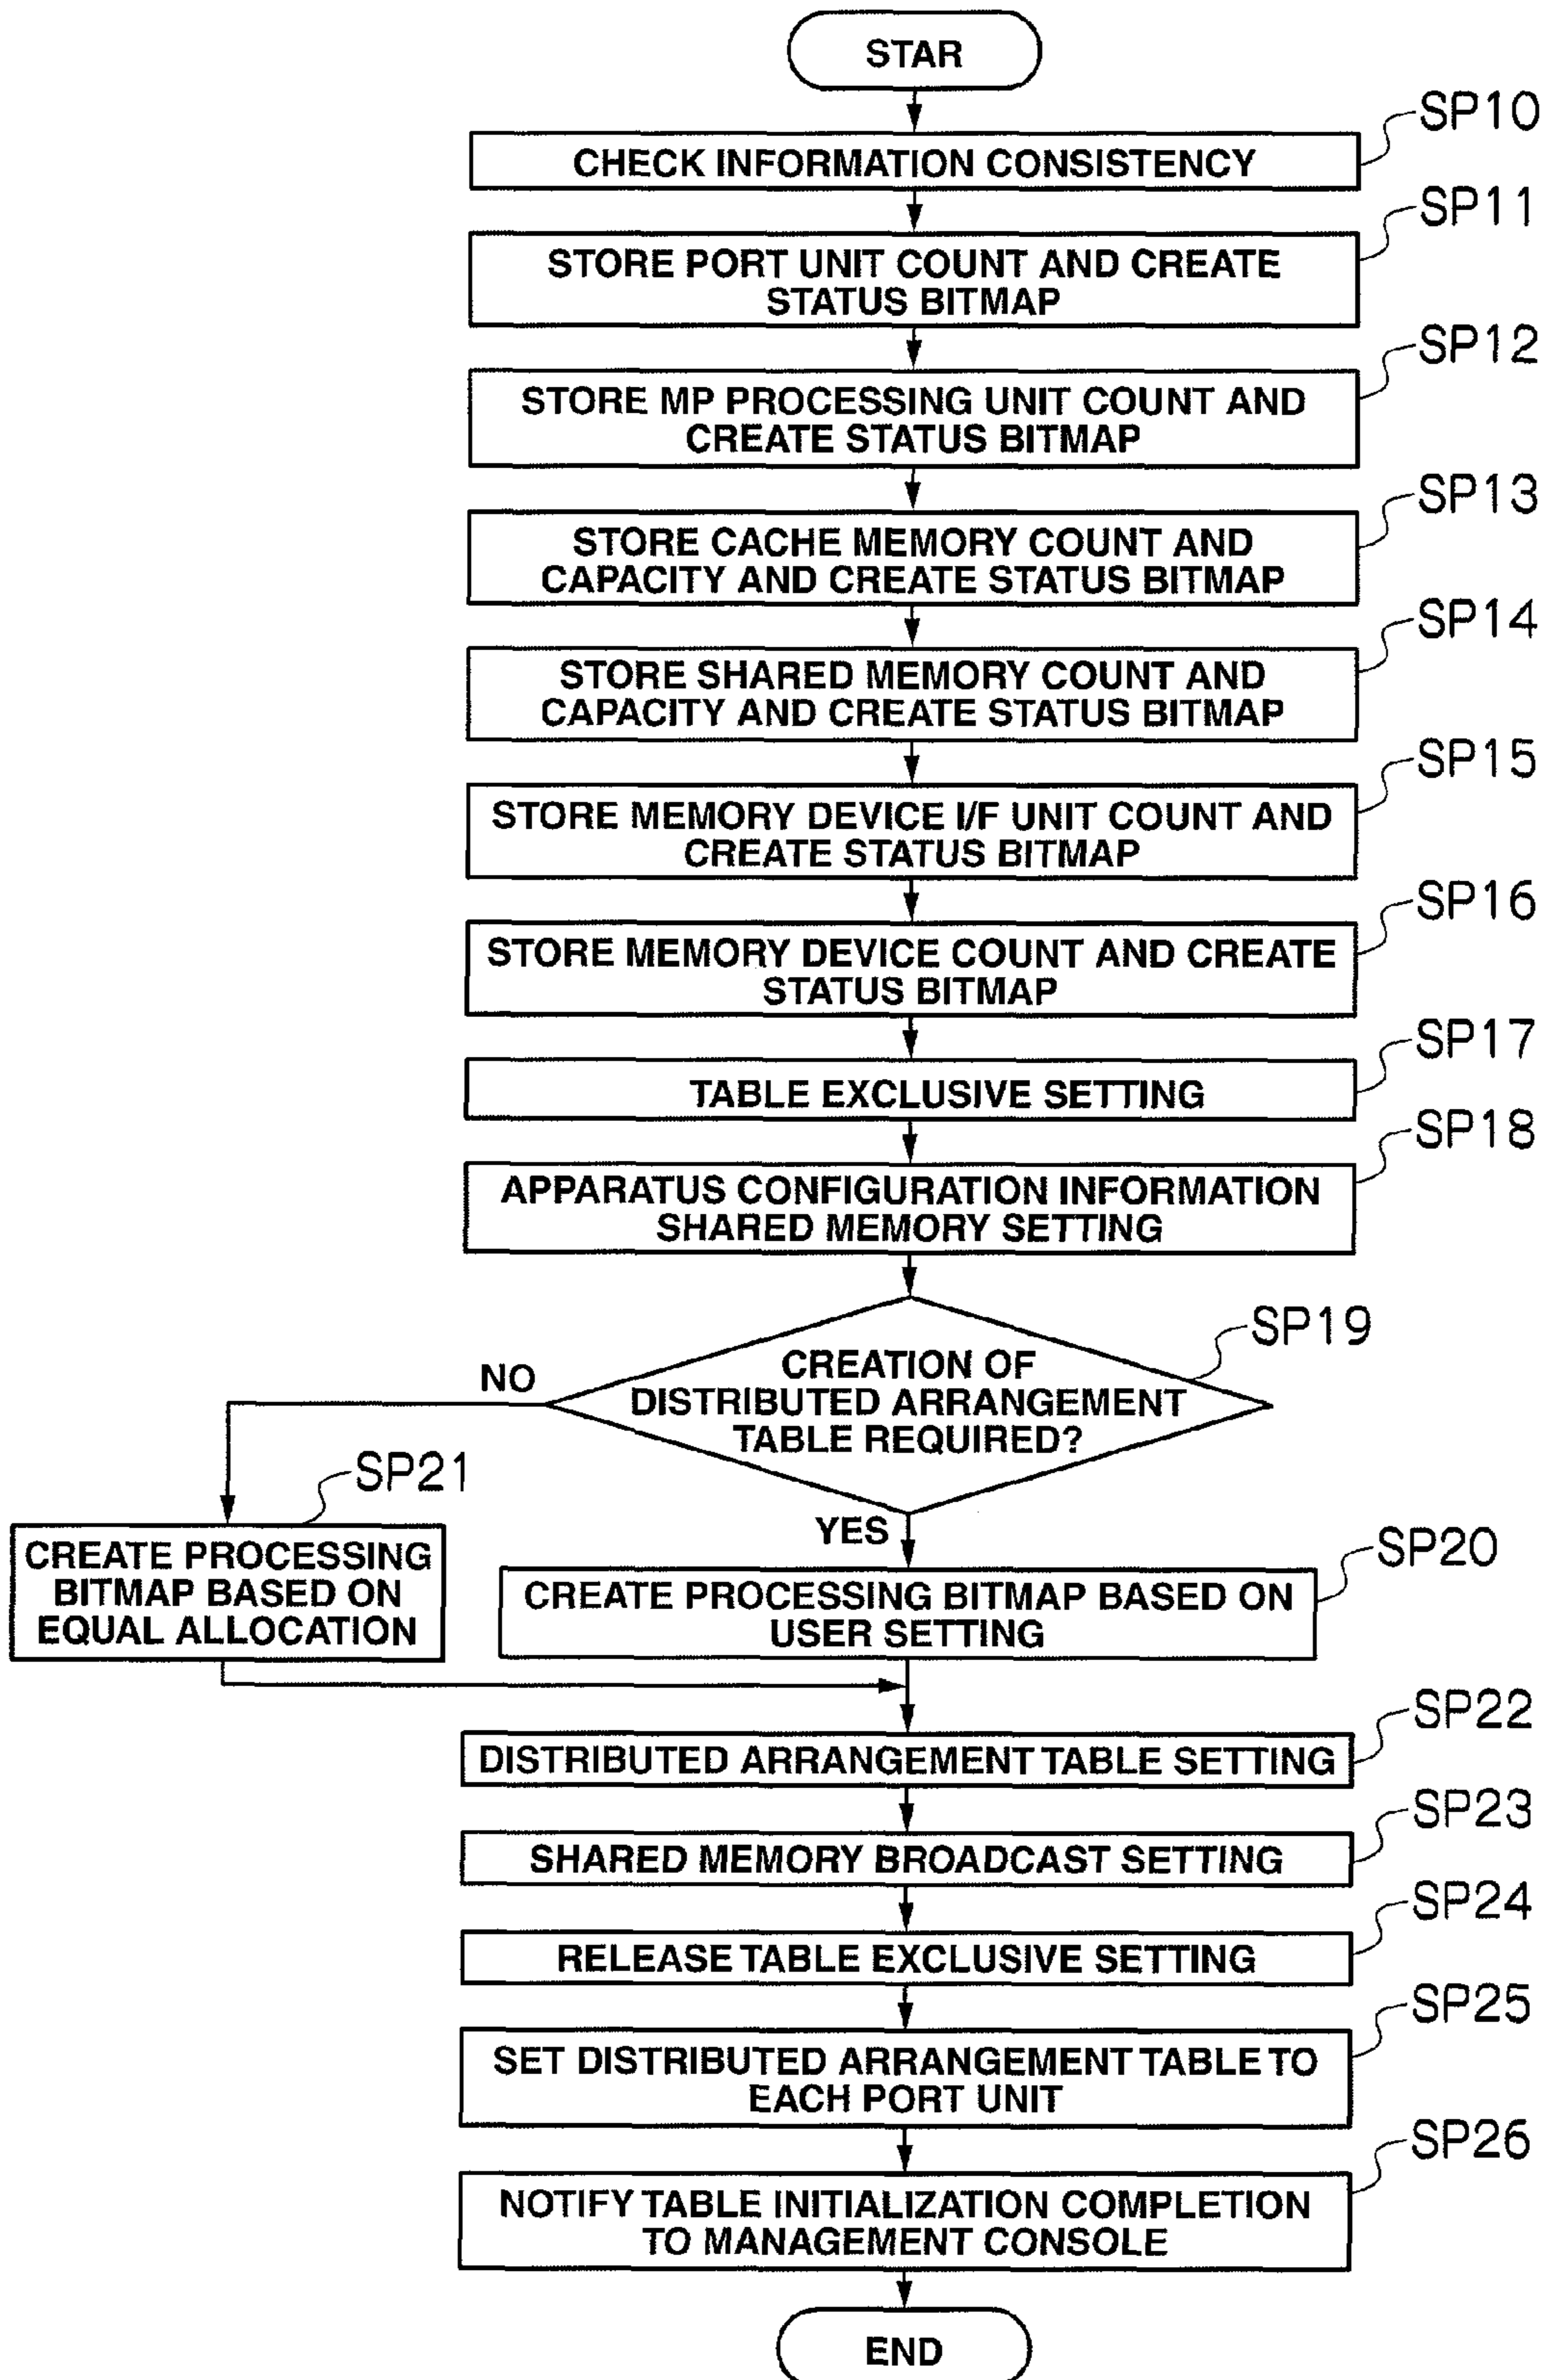 STAR
SP10
CHECK INFORMATION CONSISTENCY
SP11
STORE PORT UNIT COUNT AND CREATE
STATUS BITMAP
SP12
STORE MP PROCESSING UNIT COUNT AND
CREATE STATUS BITMAP
SP13
STORE CACHE MEMORY COUNT AND
CAPACITY AND CREATE STATUS BITMAP
SP14
STORE SHARED MEMORY COUNT AND
CAPACITY AND CREATE STATUS BITMAP
SP15
STORE MEMORY DEVICE I/F UNIT COUNT AND
CREATE STATUS BITMAP
SP16
STORE MEMORY DEVICE COUNT AND CREATE
STATUS BITMAP
SP17
TABLE EXCLUSIVE SETTING
SP18
APPARATUS CONFIGURATION INFORMATION
SHARED MEMORY SETTING
SP19
CREATION OF
DISTRIBUTED ARRANGEMENT
TABLE REQUIRED?
NO
SP21
CREATE PROCESSING
BITMAP BASED ON
EQUAL ALLOCATION
YES
SP20
CREATE PROCESSING BITMAP BASED ON
USER SETTING
SP22
DISTRIBUTED ARRANGEMENT TABLE SETTING
SP23
SHARED MEMORY BROADCAST SETTING
SP24
RELEASE TABLE EXCLUSIVE SETTING
SP25
SET DISTRIBUTED ARRANGEMENT TABLE TO
EACH PORT UNIT
SP26
NOTIFY TABLE INITIALIZATION COMPLETION
TO MANAGEMENT CONSOLE
END